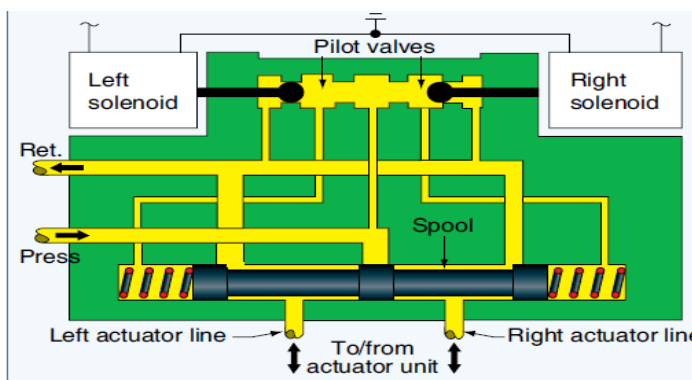 Pilot valves
Left
solenoid
Right
solenoid
Ret.
Press
Spool
Left actuator line
To/from
actuator unit
Right actuator line